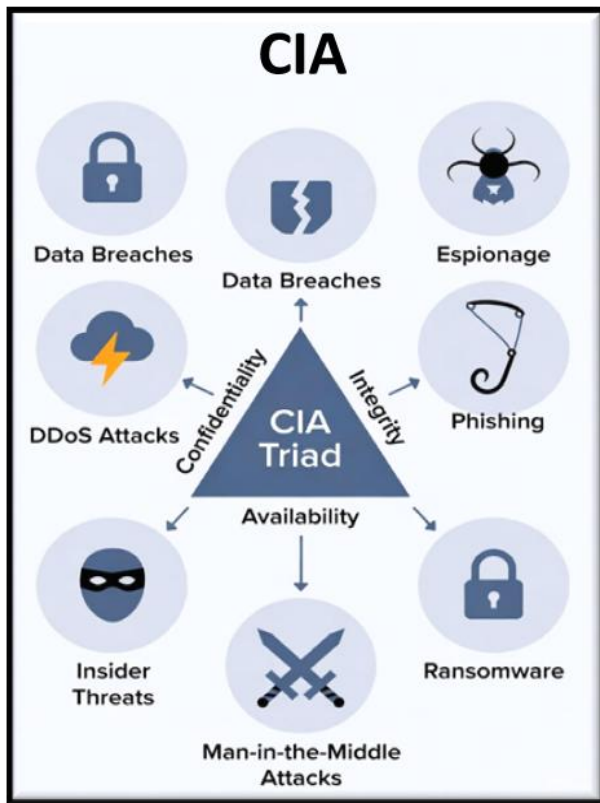 CIA
Data Breaches
Data Breaches
Espionage
DDoS Attacks
Confidentiality
Integrity
Phishing
CIA
Triad
Availability
Insider
Threats
Man-in-the-Middle
Attacks
Ransomware